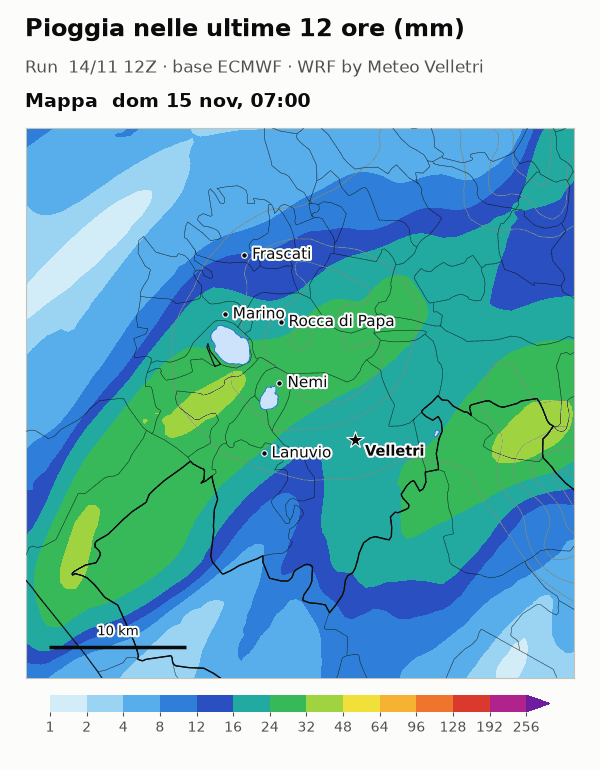 Pioggia nelle ultime 12 ore (mm)
Run  14/11 12Z · base ECMWF · WRF by Meteo Velletri
Mappa  dom 15 nov, 07:00
Frascati
Marino
Rocca di Papa
Nemi
Velletri
Lanuvio
10 km
1 2 4 8 12 16 24 32 48 64 96 128 192 256